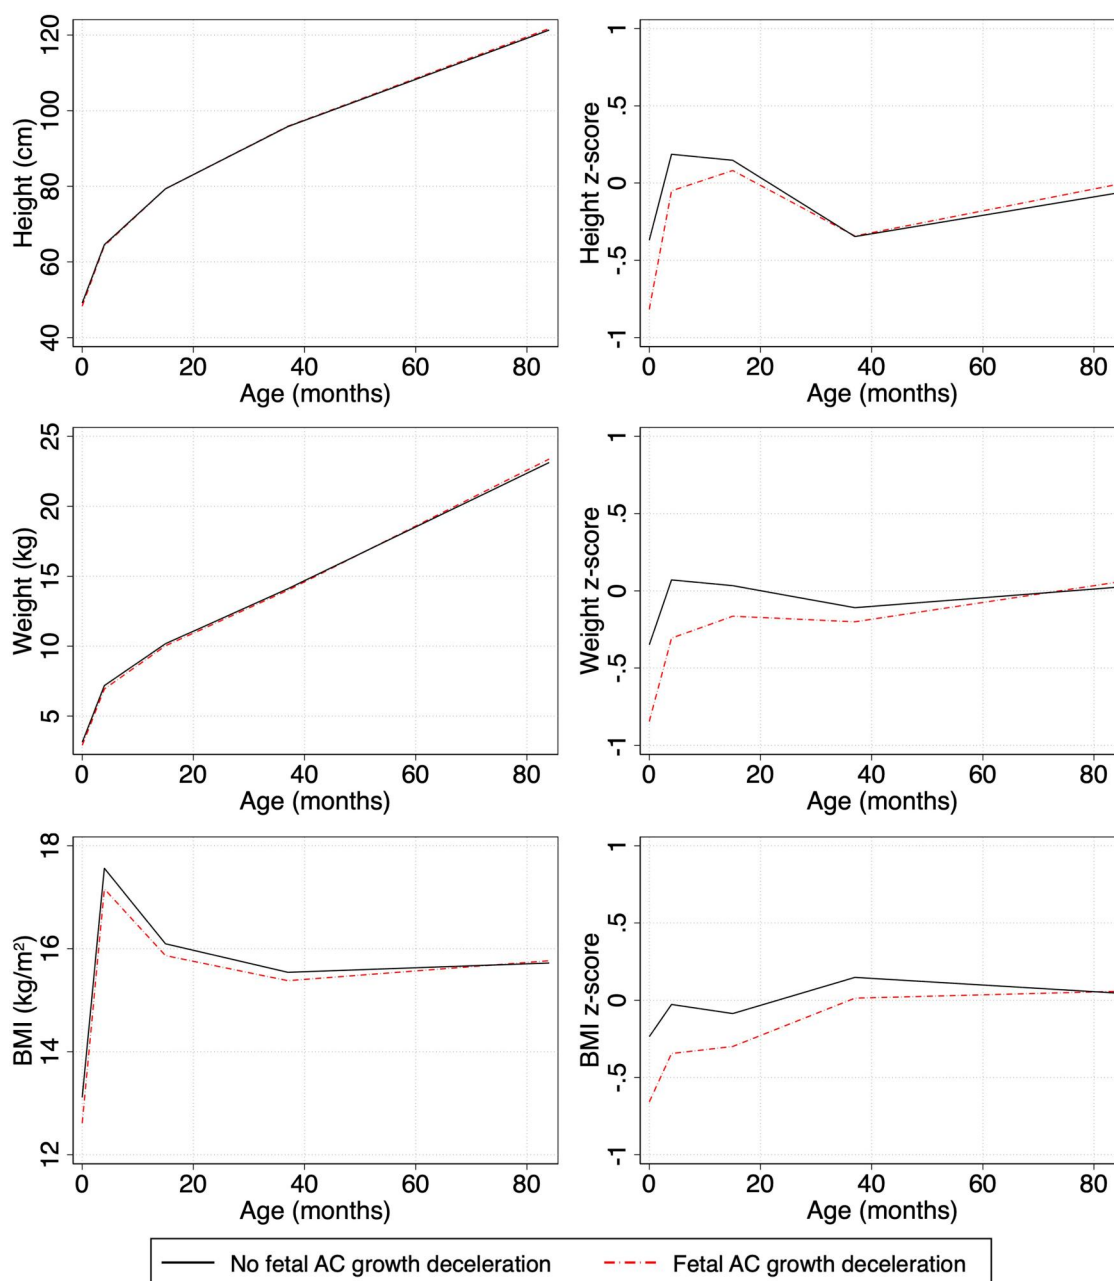 Height (cm)
120
100
80
60
40
0 20 40 60 80
Age (months)
Height z-score
1
.5
0
-.5
-1
0 20 40 60 80
Age (months)
Weight (kg)
25
20
15
10
5
0 20 40 60 80
Age (months)
Weight z-score
1
.5
0
-.5
-1
0 20 40 60 80
Age (months)
BMI (kg/m²)
18
16
14
12
0 20 40 60 80
Age (months)
BMI z-score
1
.5
0
-.5
-1
0 20 40 60 80
Age (months)
No fetal AC growth deceleration
Fetal AC growth deceleration